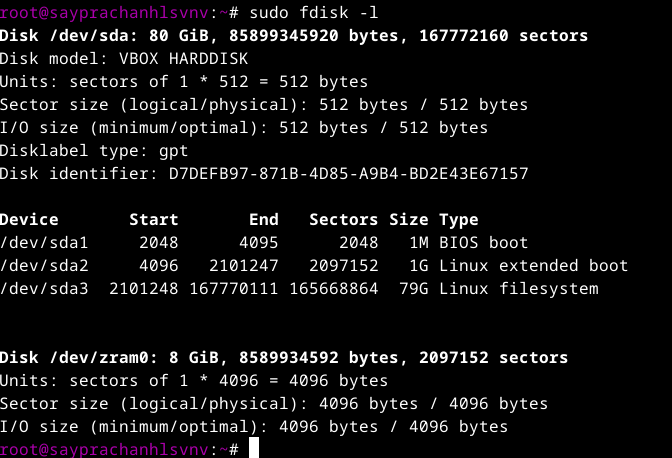 root@sayprachanhlsvnv:~# sudo fdisk -l
Disk /dev/sda: 80 GiB, 85899345920 bytes, 167772160 sectors
Disk model: VBOX HARDDISK
Units: sectors of 1 * 512 = 512 bytes
Sector size (logical/physical): 512 bytes / 512 bytes
I/O size (minimum/optimal): 512 bytes / 512 bytes
Disklabel type: gpt
Disk identifier: D7DEFB97-871B-4D85-A9B4-BD2E43E67157
Device       Start       End   Sectors Size Type
/dev/sda1     2048      4095      2048   1M BIOS boot
/dev/sda2     4096   2101247   2097152   1G Linux extended boot
/dev/sda3  2101248 167770111 165668864  79G Linux filesystem
Disk /dev/zram0: 8 GiB, 8589934592 bytes, 2097152 sectors
Units: sectors of 1 * 4096 = 4096 bytes
Sector size (logical/physical): 4096 bytes / 4096 bytes
I/O size (minimum/optimal): 4096 bytes / 4096 bytes
root@sayprachanhlsvnv:~#